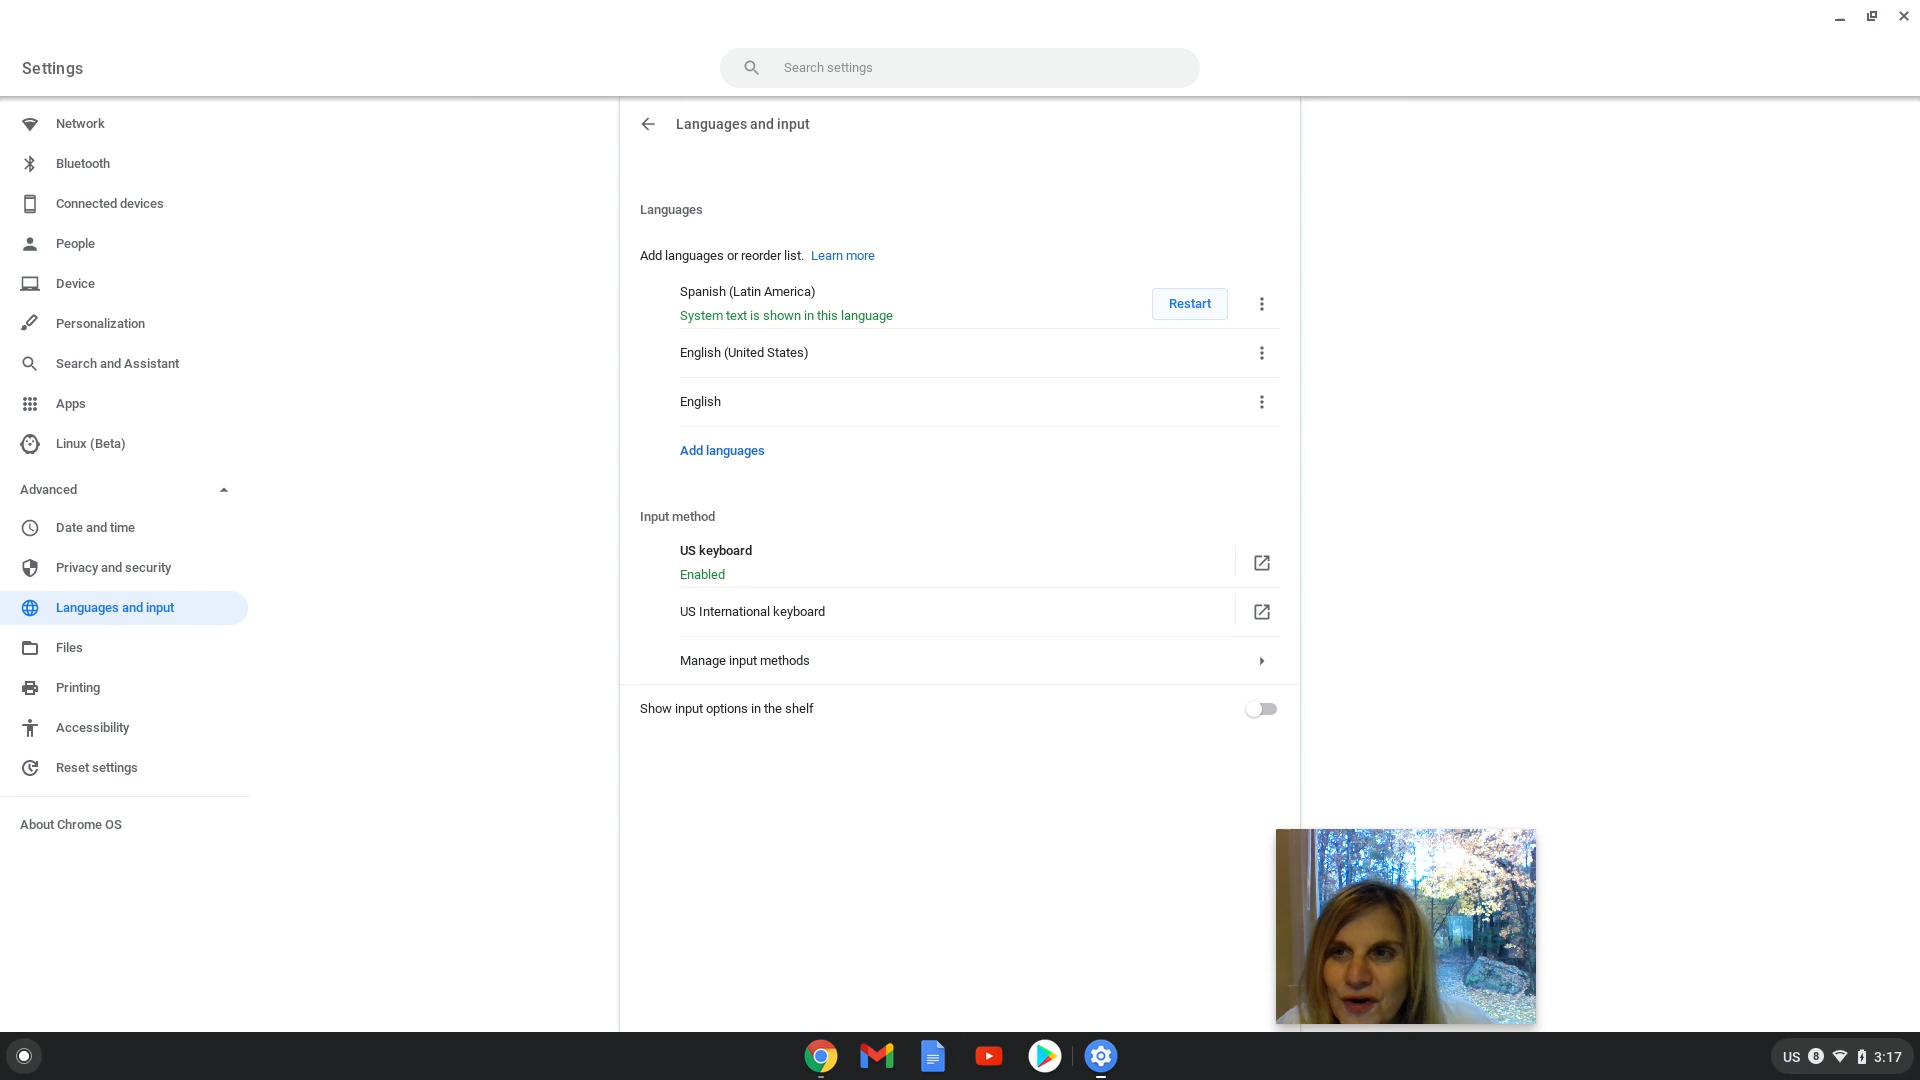 Settings
Search settings
Network
Bluetooth
Connected devices
People
Device
Personalization
Search and Assistant
Apps
Linux (Beta)
Advanced
Date and time
Privacy and security
Languages and input
Files
Printing
Accessibility
Reset settings
About Chrome OS
Languages and input
Languages
Add languages or reorder list. Learn more
Spanish (Latin America)
System text is shown in this language
Restart
English (United States)
English
Add languages
Input method
US keyboard
Enabled
US International keyboard
Manage input methods
Show input options in the shelf
US 8 3:17